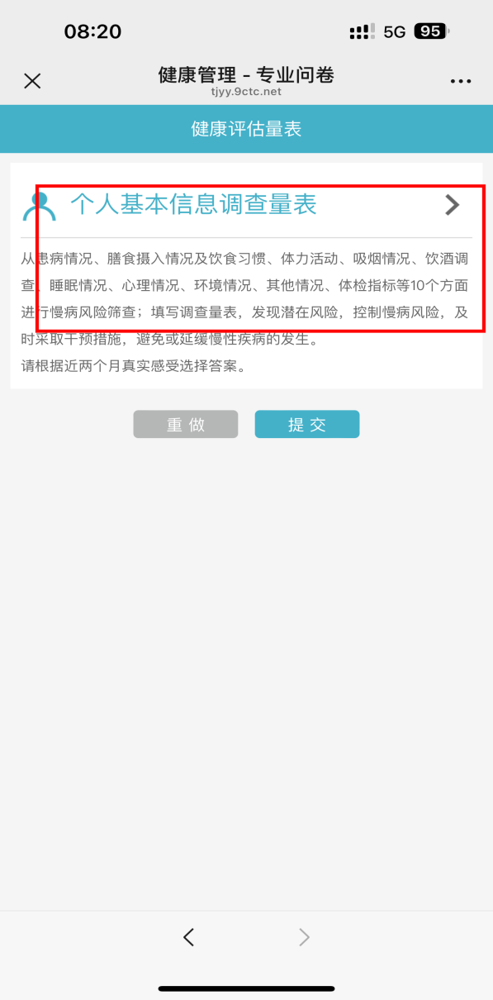 08:20
5G 95
健康管理 - 专业问卷
tjyy.9ctc.net
健康评估量表
个人基本信息调查量表
从患病情况、膳食摄入情况及饮食习惯、体力活动、吸烟情况、饮酒调
查、睡眠情况、心理情况、环境情况、其他情况、体检指标等10个方面
进行慢病风险筛查；填写调查量表，发现潜在风险，控制慢病风险，及
时采取干预措施，避免或延缓慢性疾病的发生。
请根据近两个月真实感受选择答案。
重做
提交